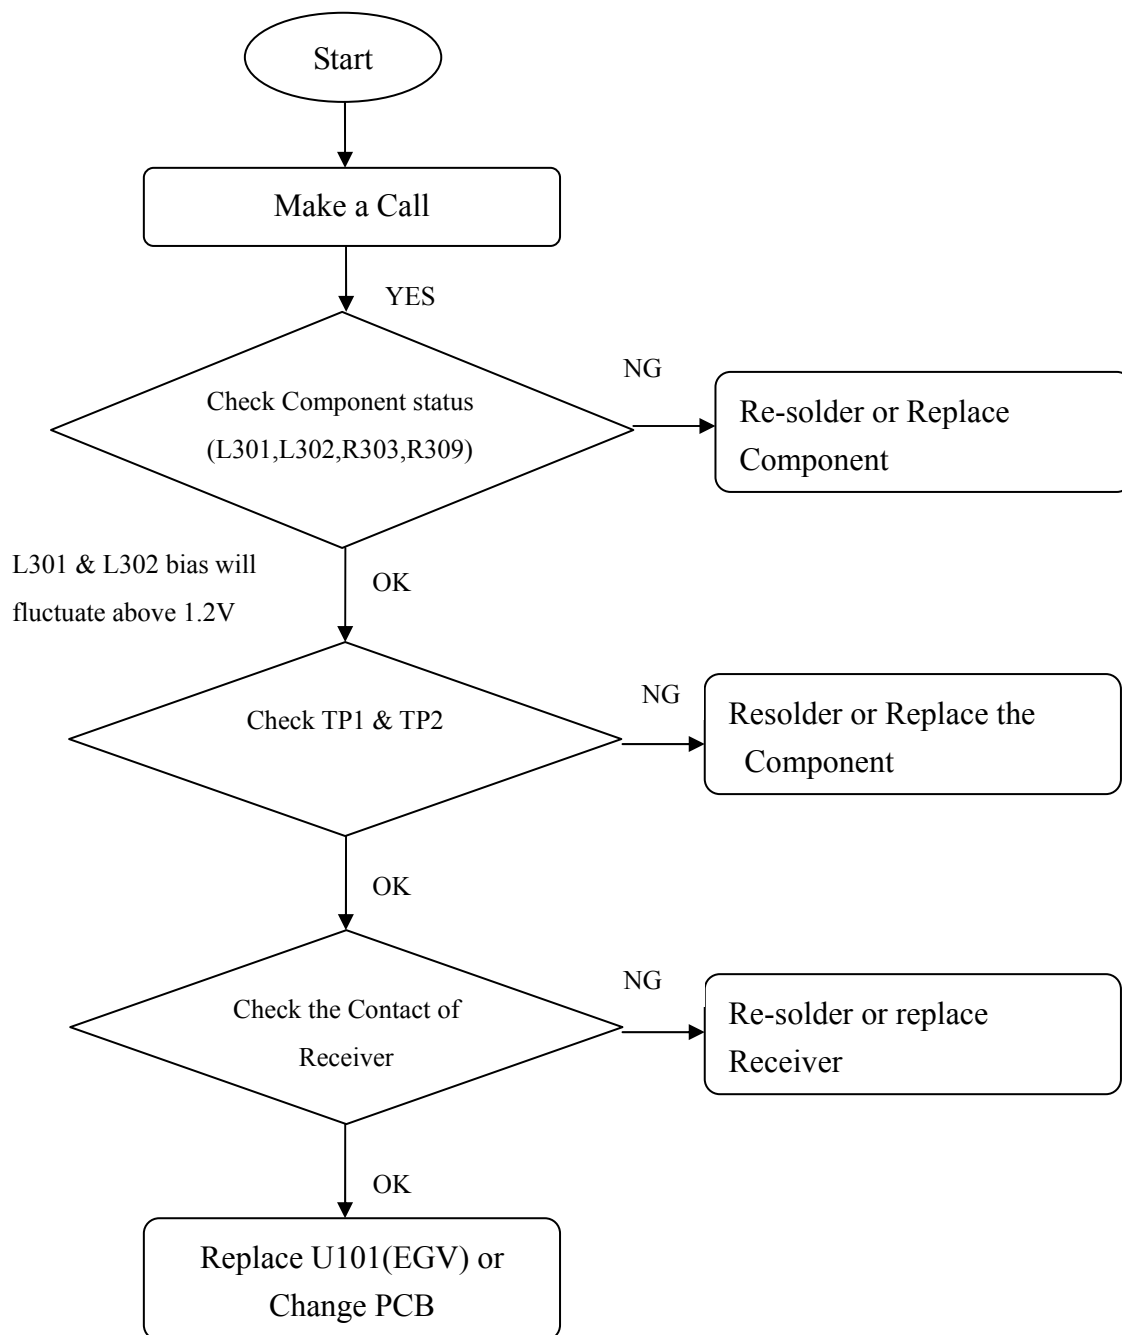 Start
Make a Call
YES
Check Component status
(L301,L302,R303,R309)
NG
Re-solder or Replace
Component
L301 & L302 bias will
fluctuate above 1.2V
OK
Check TP1 & TP2
NG
Resolder or Replace the
Component
OK
Check the Contact of
Receiver
NG
Re-solder or replace
Receiver
OK
Replace U101(EGV) or
Change PCB